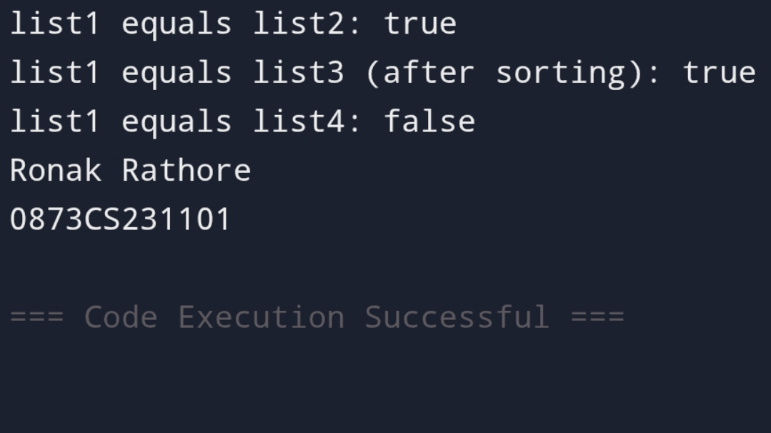 list1 equals list2: true
list1 equals list3 (after sorting): true
list1 equals list4: false
Ronak Rathore
0873CS231101
=== Code Execution Successful ===